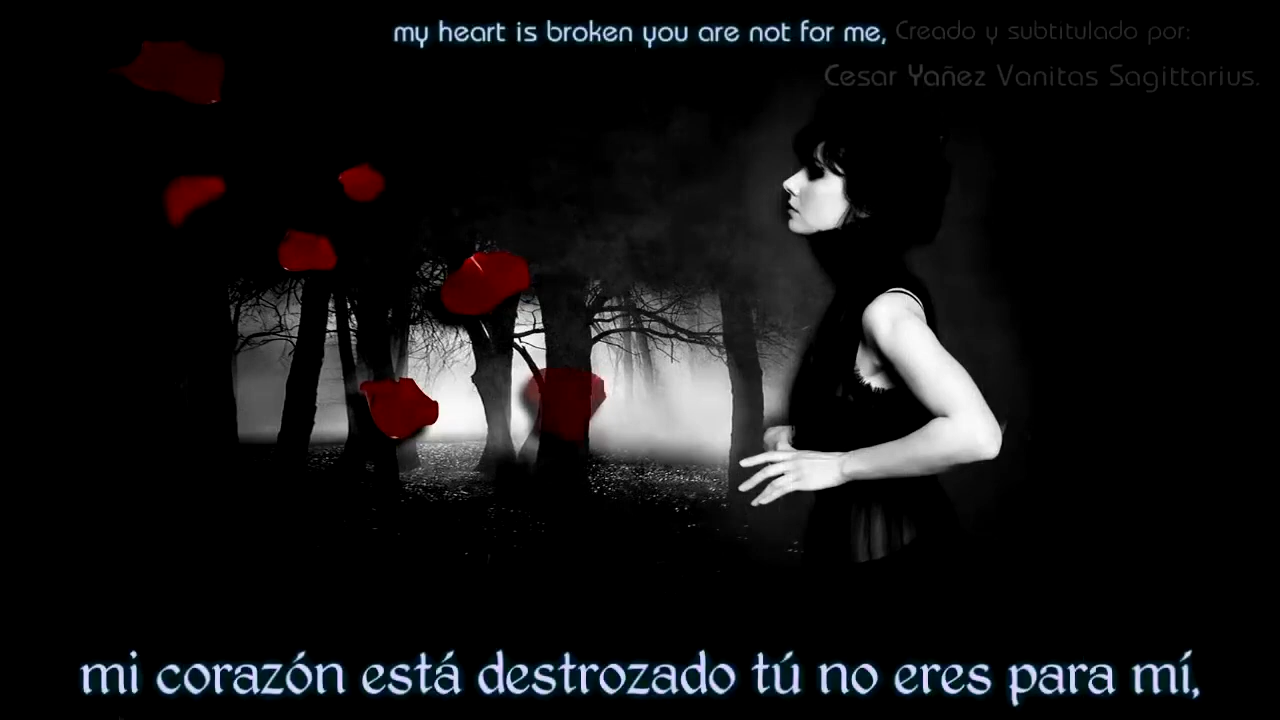 my heart is broken you are not for me,
Creado y subtitulado por:
Cesar Yañez Vanitas Sagittarius.
mi corazón está destrozado tú no eres para mí,